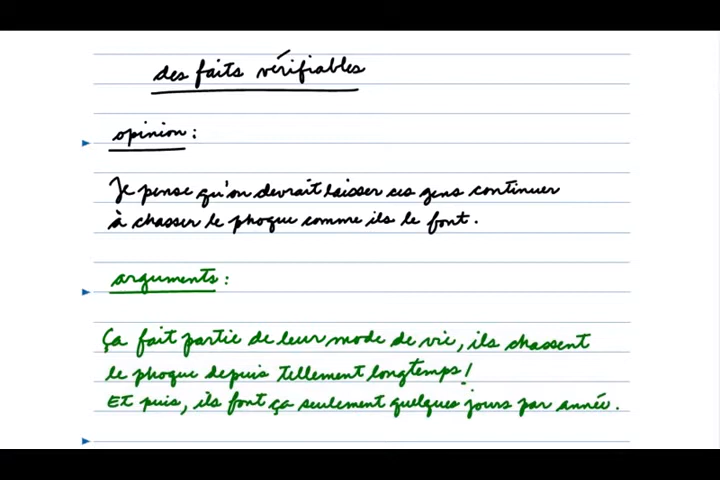 des faits vérifiables
opinion :
Je pense qu'on devrait laisser ces gens continuer
à chasser le phoque comme ils le font.
arguments :
Ça fait partie de leur mode de vie, ils chassent
le phoque depuis tellement longtemps !
Et puis, ils font ça seulement quelques jours par année.